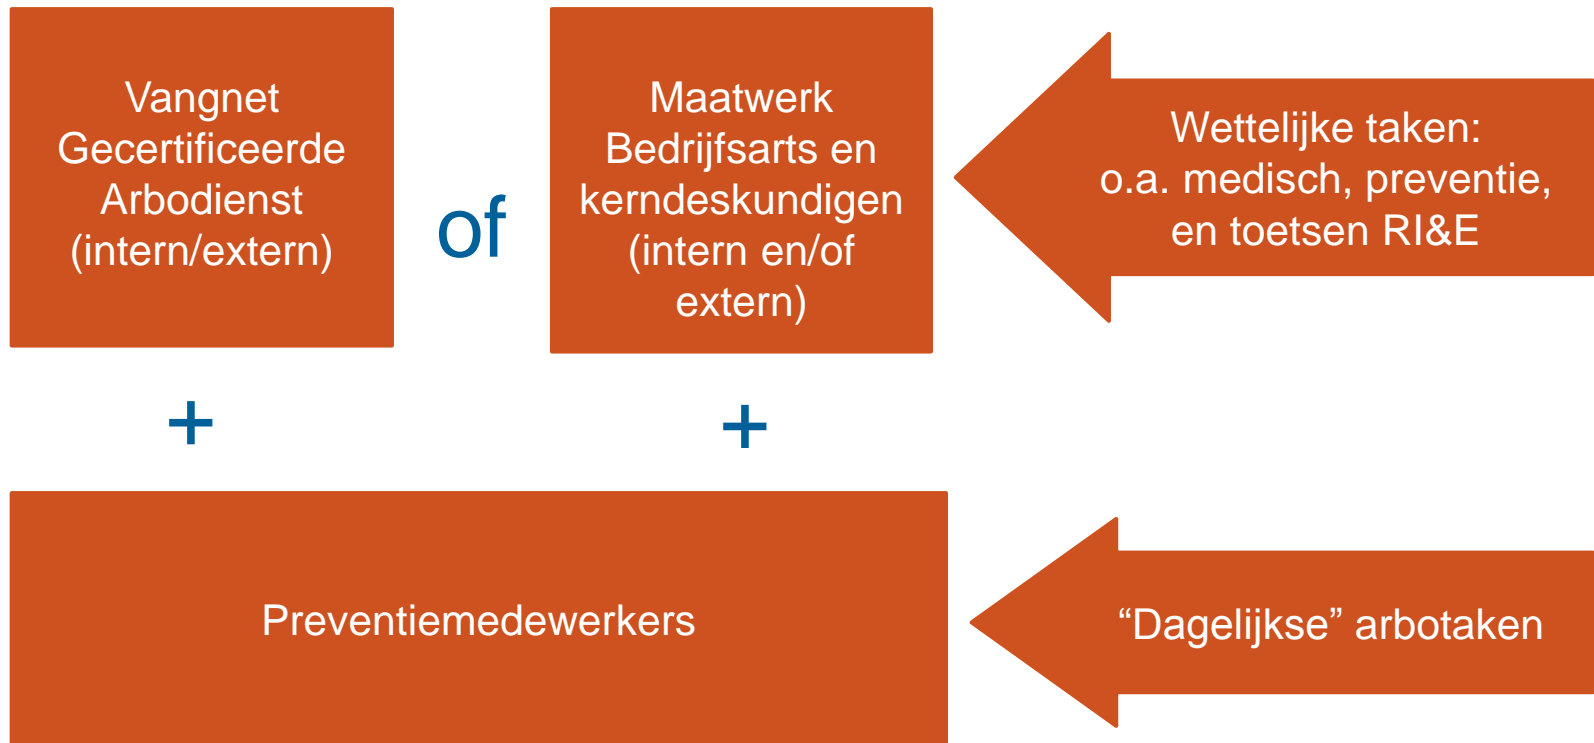 Vangnet
Gecertificeerde
Arbodienst
(intern/extern)
of
Maatwerk
Bedrijfsarts en
kerndeskundigen
(intern en/of
extern)
Wettelijke taken:
o.a. medisch, preventie,
en toetsen RI&E
+
+
Preventiemedewerkers
“Dagelijkse” arbotaken